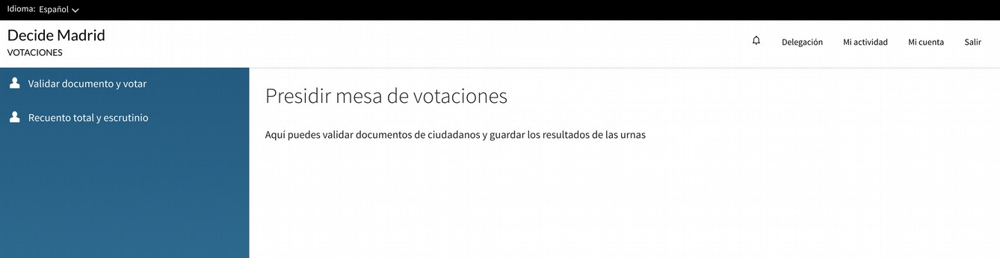 Idioma: Español
Decide Madrid
VOTACIONES
Delegación Mi actividad Mi cuenta Salir
Validar documento y votar
Recuento total y escrutinio
Presidir mesa de votaciones
Aquí puedes validar documentos de ciudadanos y guardar los resultados de las urnas